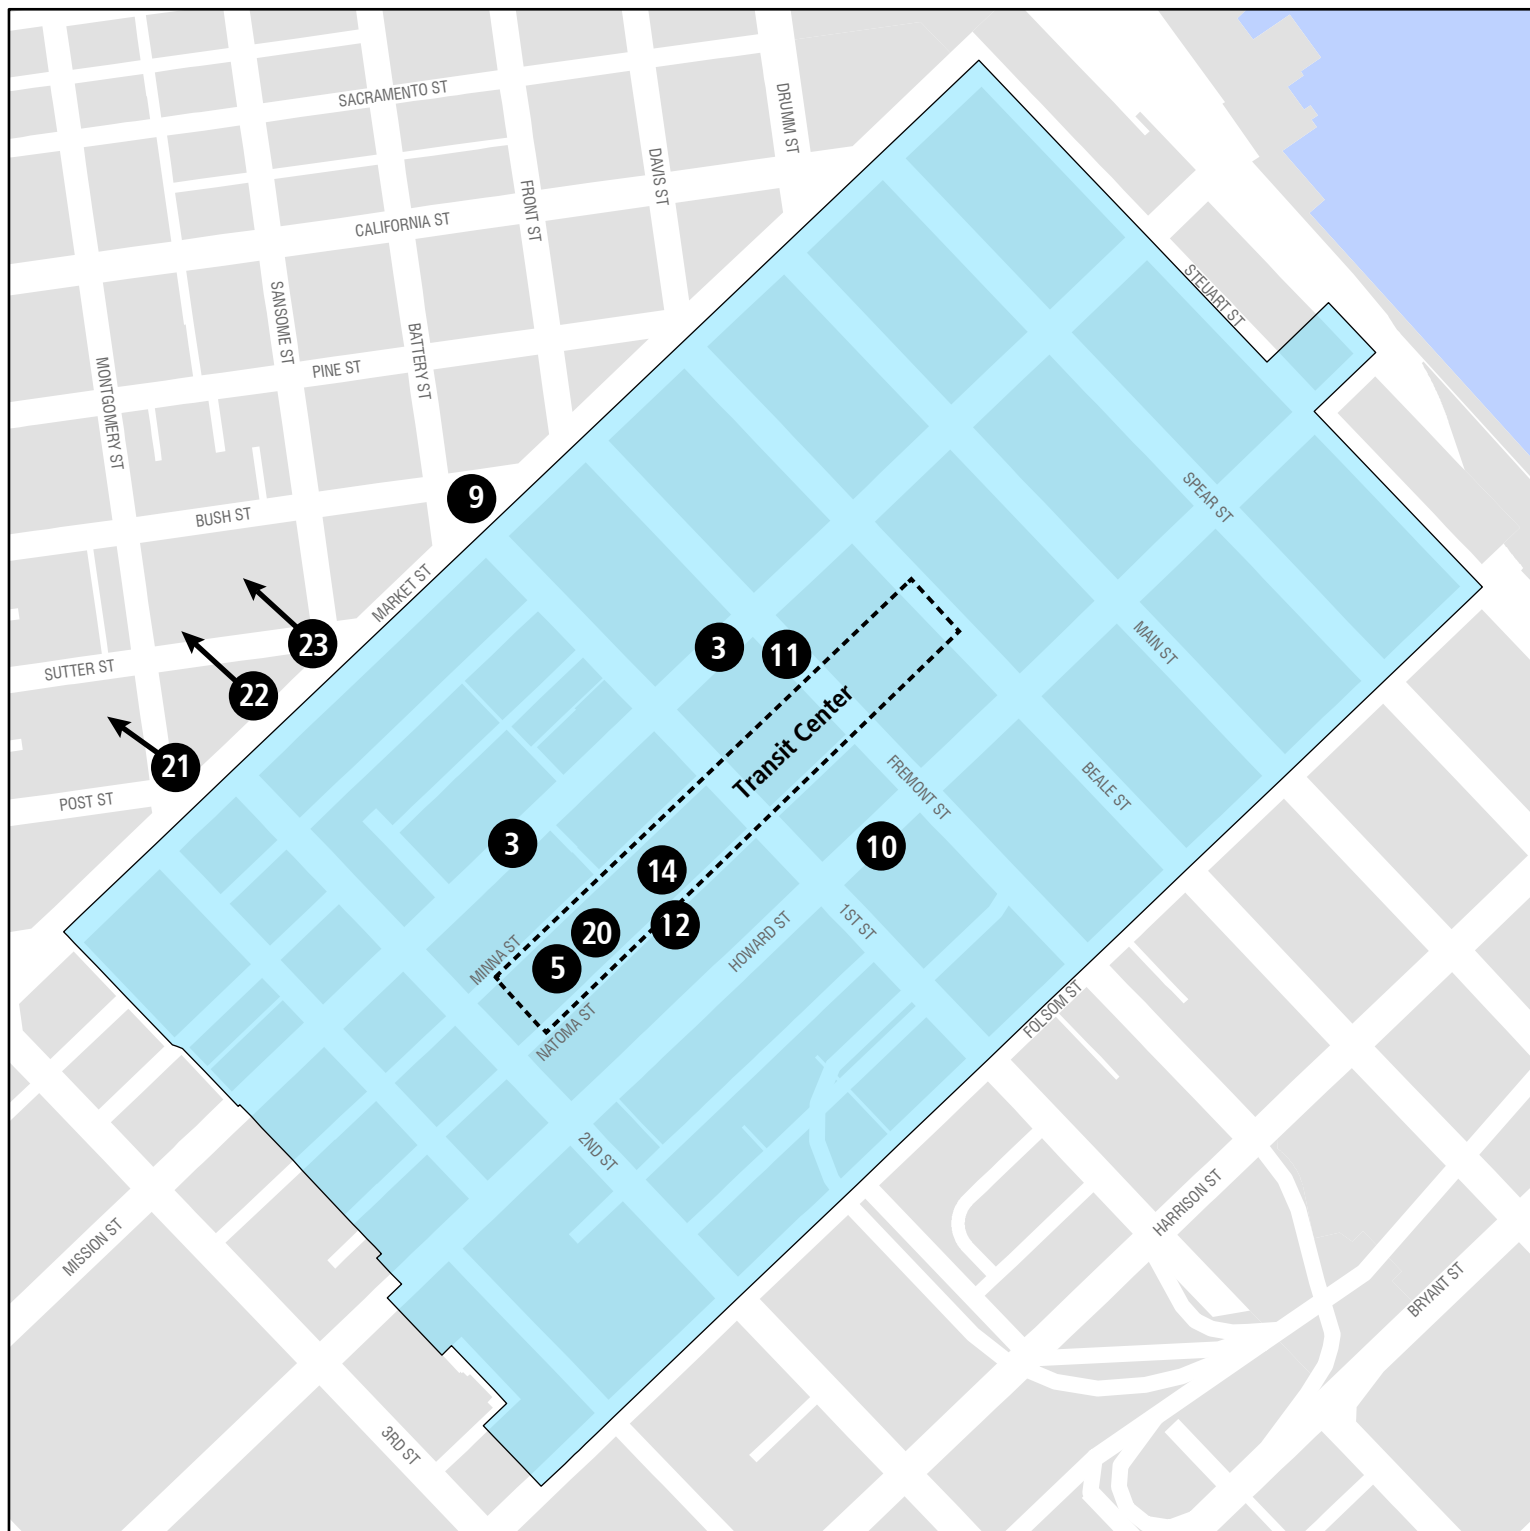 SACRAMENTO ST
DRUMM ST
DAVIS ST
FRONT ST
CALIFORNIA ST
STEUART ST
SANSOME ST
BATTERY ST
PINE ST
MONTGOMERY ST
9
SPEAR ST
BUSH ST
MARKET ST
23
3
11
MAIN ST
SUTTER ST
22
Transit Center
21
FREMONT ST
BEALE ST
POST ST
3
10
14
12
20
1ST ST
HOWARD ST
MINNA ST
5
NATOMA ST
FOLSOM ST
2ND ST
HARRISON ST
MISSION ST
BRYANT ST
3RD ST